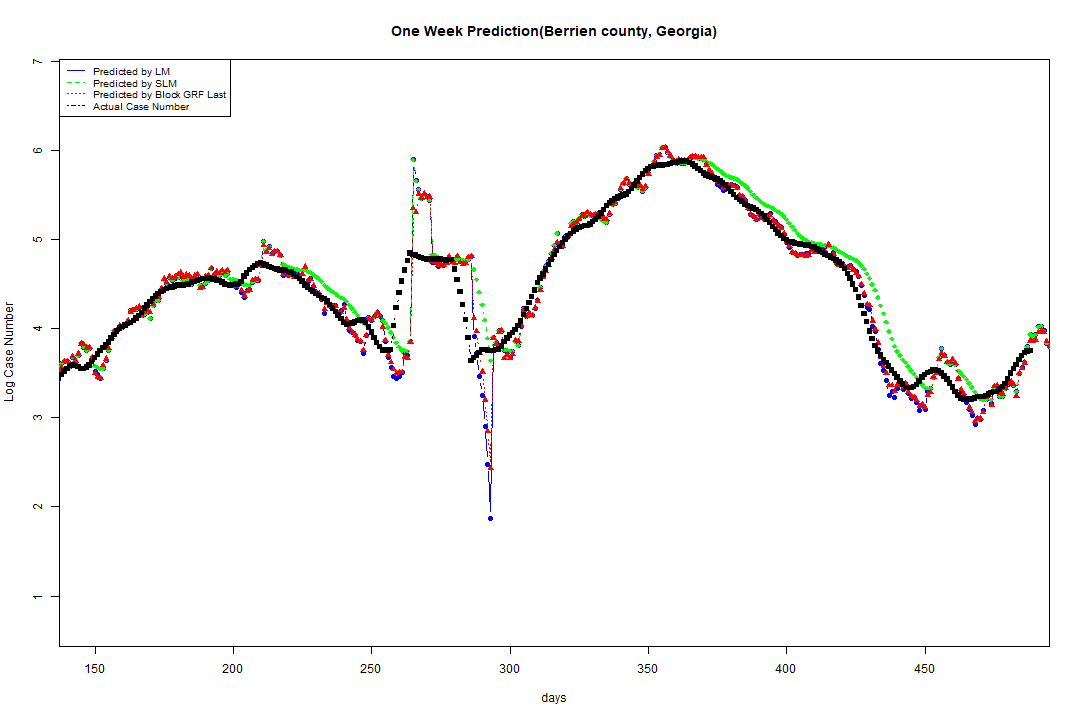 One Week Prediction(Berrien county, Georgia)
Predicted by LM
Predicted by SLM
Predicted by Block GRF Last
Actual Case Number
7
6
5
4
3
2
1
Log Case Number
150 200 250 300 350 400 450
days